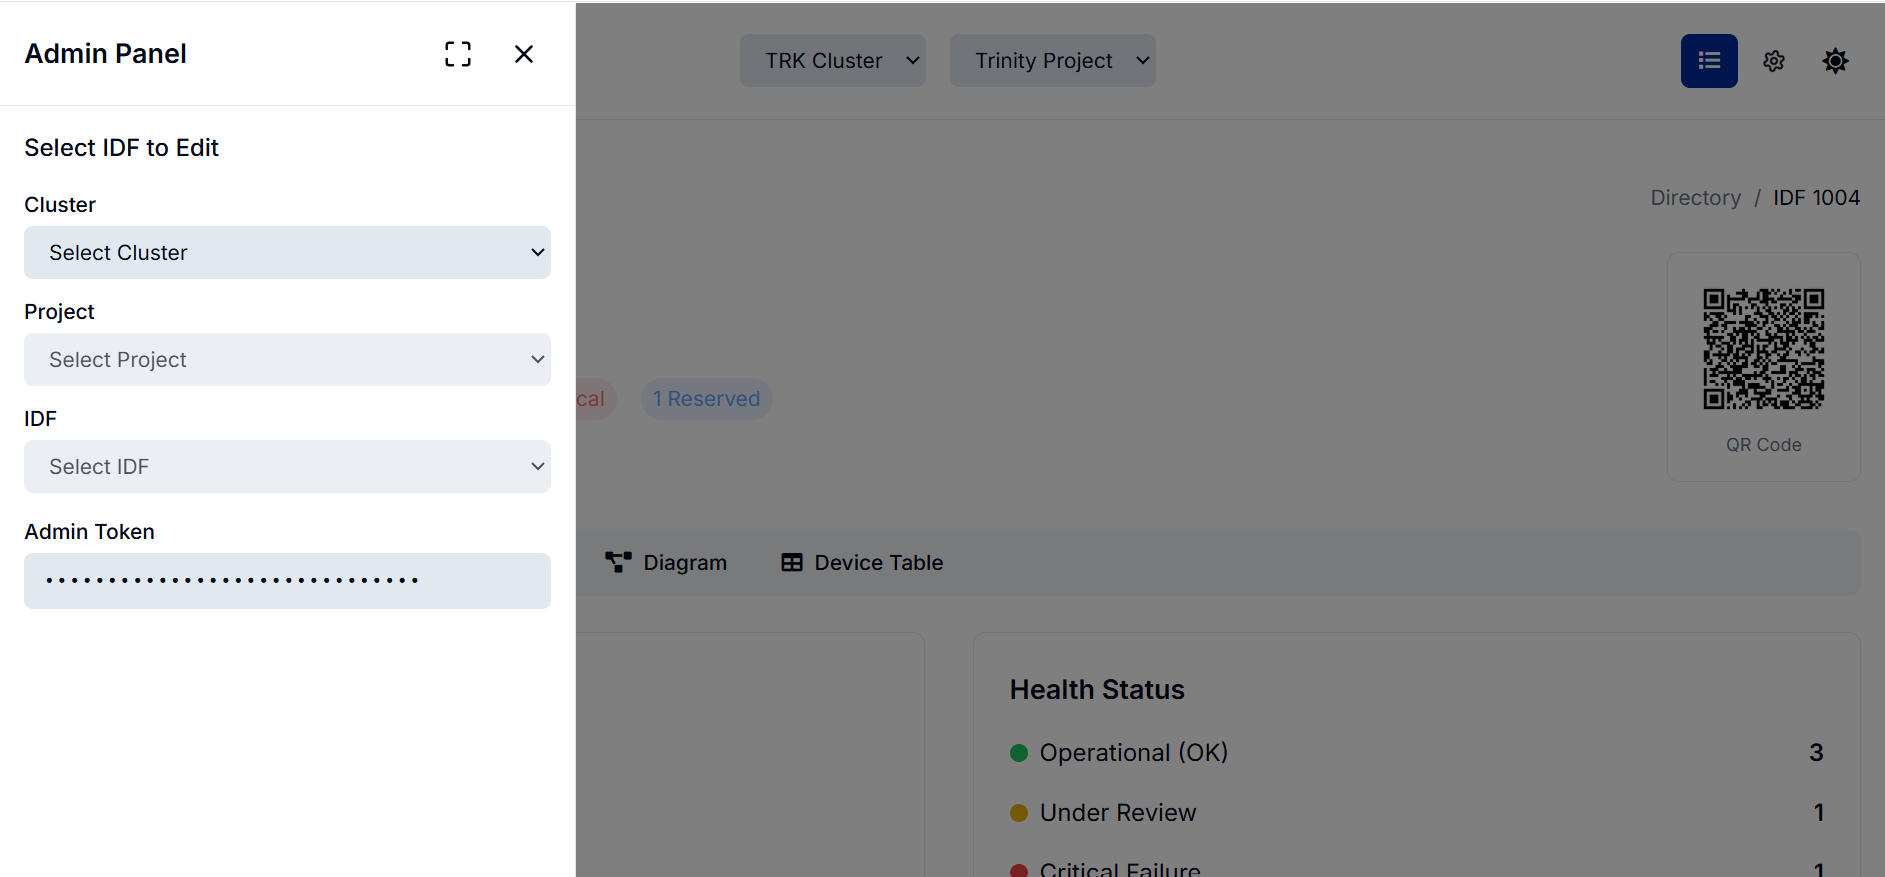 Admin Panel
TRK Cluster
Trinity Project
Select IDF to Edit
Cluster
Select Cluster
Project
Select Project
IDF
Select IDF
Admin Token
••••••••••••••••••••••••••••••
Directory / IDF 1004
QR Code
cal
1 Reserved
Diagram
Device Table
Health Status
Operational (OK) 3
Under Review 1
Critical Failure 1